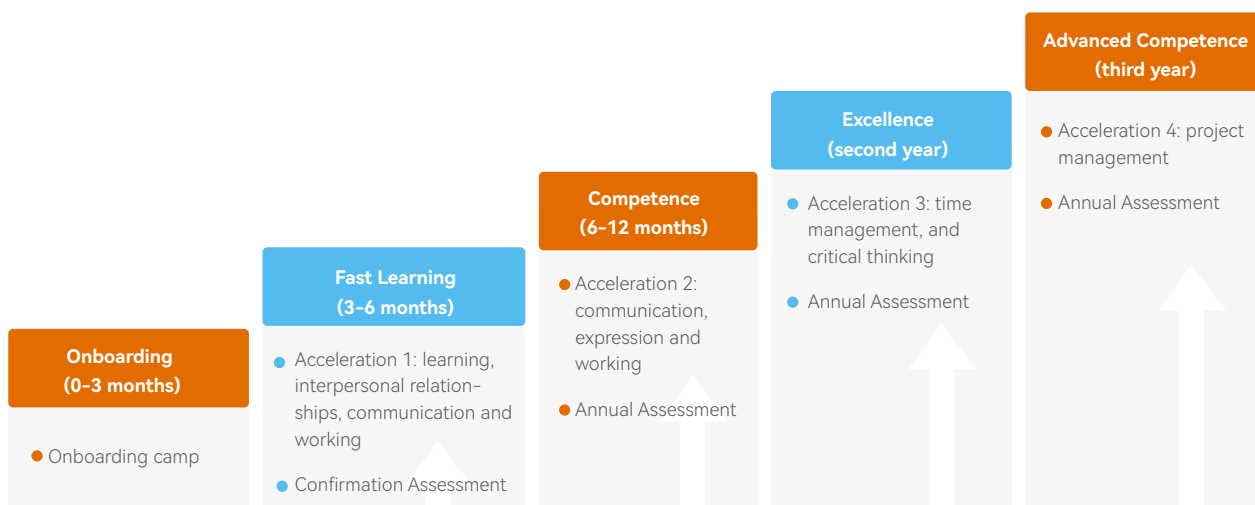 Onboarding
(0-3 months)
Onboarding camp
Fast Learning
(3-6 months)
Acceleration 1: learning,
interpersonal relation-
ships, communication and
working
Confirmation Assessment
Competence
(6-12 months)
Acceleration 2:
communication,
expression and
working
Annual Assessment
Excellence
(second year)
Acceleration 3: time
management, and
critical thinking
Annual Assessment
Advanced Competence
(third year)
Acceleration 4: project
management
Annual Assessment